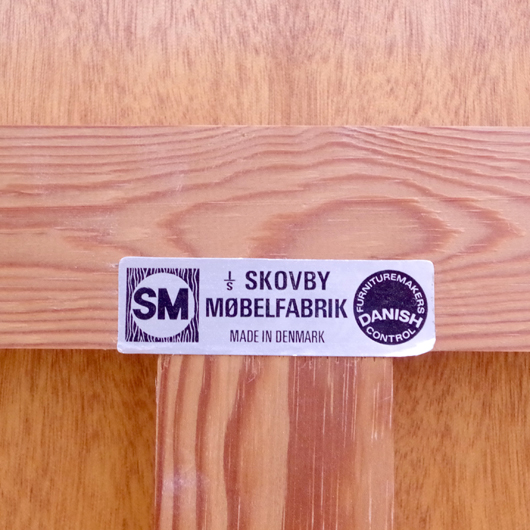 SM
I/S SKOVBY
MØBELFABRIK
MADE IN DENMARK
FURNITUREMAKERS
DANISH
CONTROL